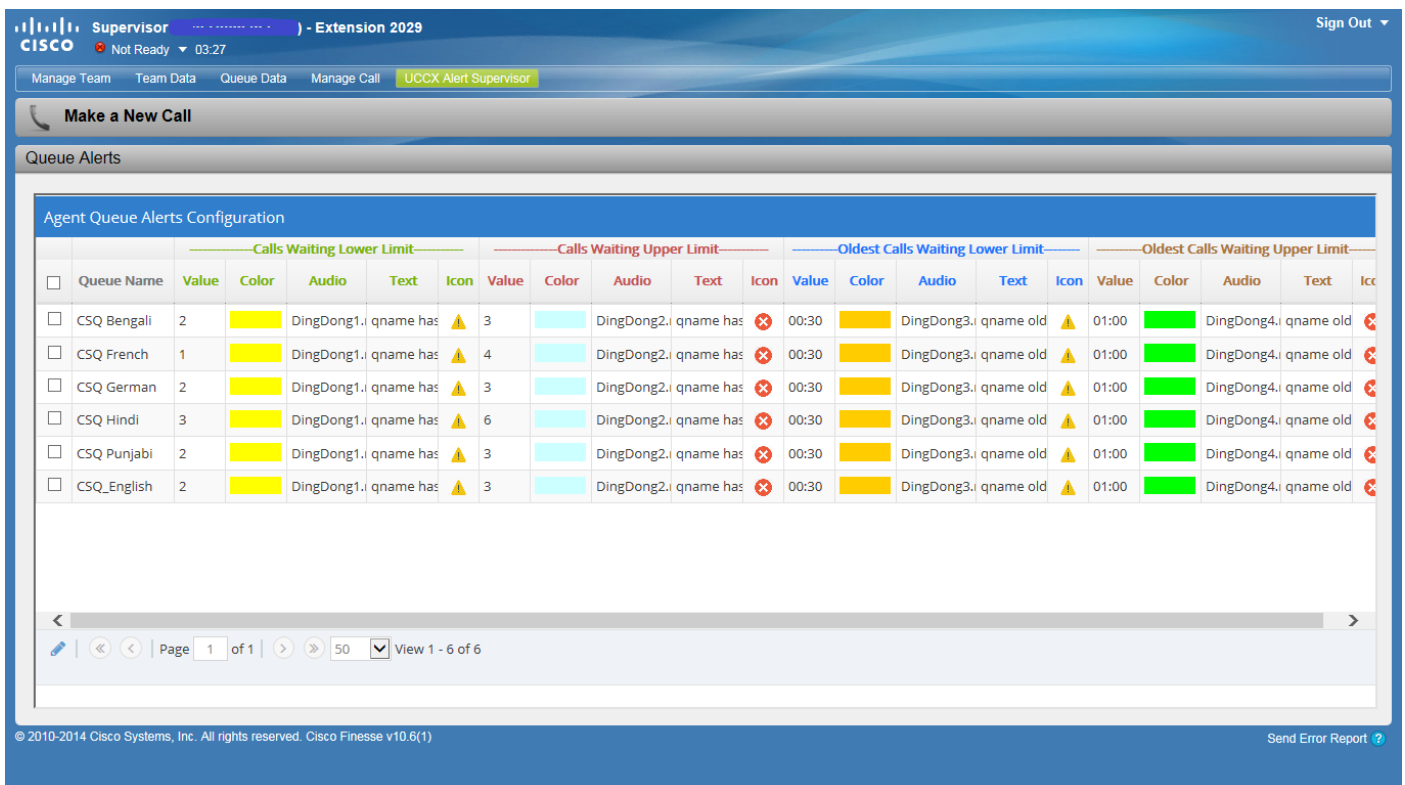 Supervisor ) - Extension 2029
Sign Out
CISCO
Not Ready 03:27
Manage Team Team Data Queue Data Manage Call UCCX Alert Supervisor
Make a New Call
Queue Alerts
Agent Queue Alerts Configuration
Calls Waiting Lower Limit Calls Waiting Upper Limit Oldest Calls Waiting Lower Limit Oldest Calls Waiting Upper Limit
Queue Name Value Color Audio Text Icon Value Color Audio Text Icon Value Color Audio Text Icon Value Color Audio Text
CSQ Bengali 2 DingDong1. qname has 3 DingDong2. qname has 00:30 DingDong3. qname old 01:00 DingDong4. qname old
CSQ French 1 DingDong1. qname has 4 DingDong2. qname has 00:30 DingDong3. qname old 01:00 DingDong4. qname old
CSQ German 2 DingDong1. qname has 3 DingDong2. qname has 00:30 DingDong3. qname old 01:00 DingDong4. qname old
CSQ Hindi 3 DingDong1. qname has 6 DingDong2. qname has 00:30 DingDong3. qname old 01:00 DingDong4. qname old
CSQ Punjabi 2 DingDong1. qname has 3 DingDong2. qname has 00:30 DingDong3. qname old 01:00 DingDong4. qname old
CSQ_English 2 DingDong1. qname has 3 DingDong2. qname has 00:30 DingDong3. qname old 01:00 DingDong4. qname old
Page 1 of 1 50 View 1 - 6 of 6
© 2010-2014 Cisco Systems, Inc. All rights reserved. Cisco Finesse v10.6(1)
Send Error Report ?